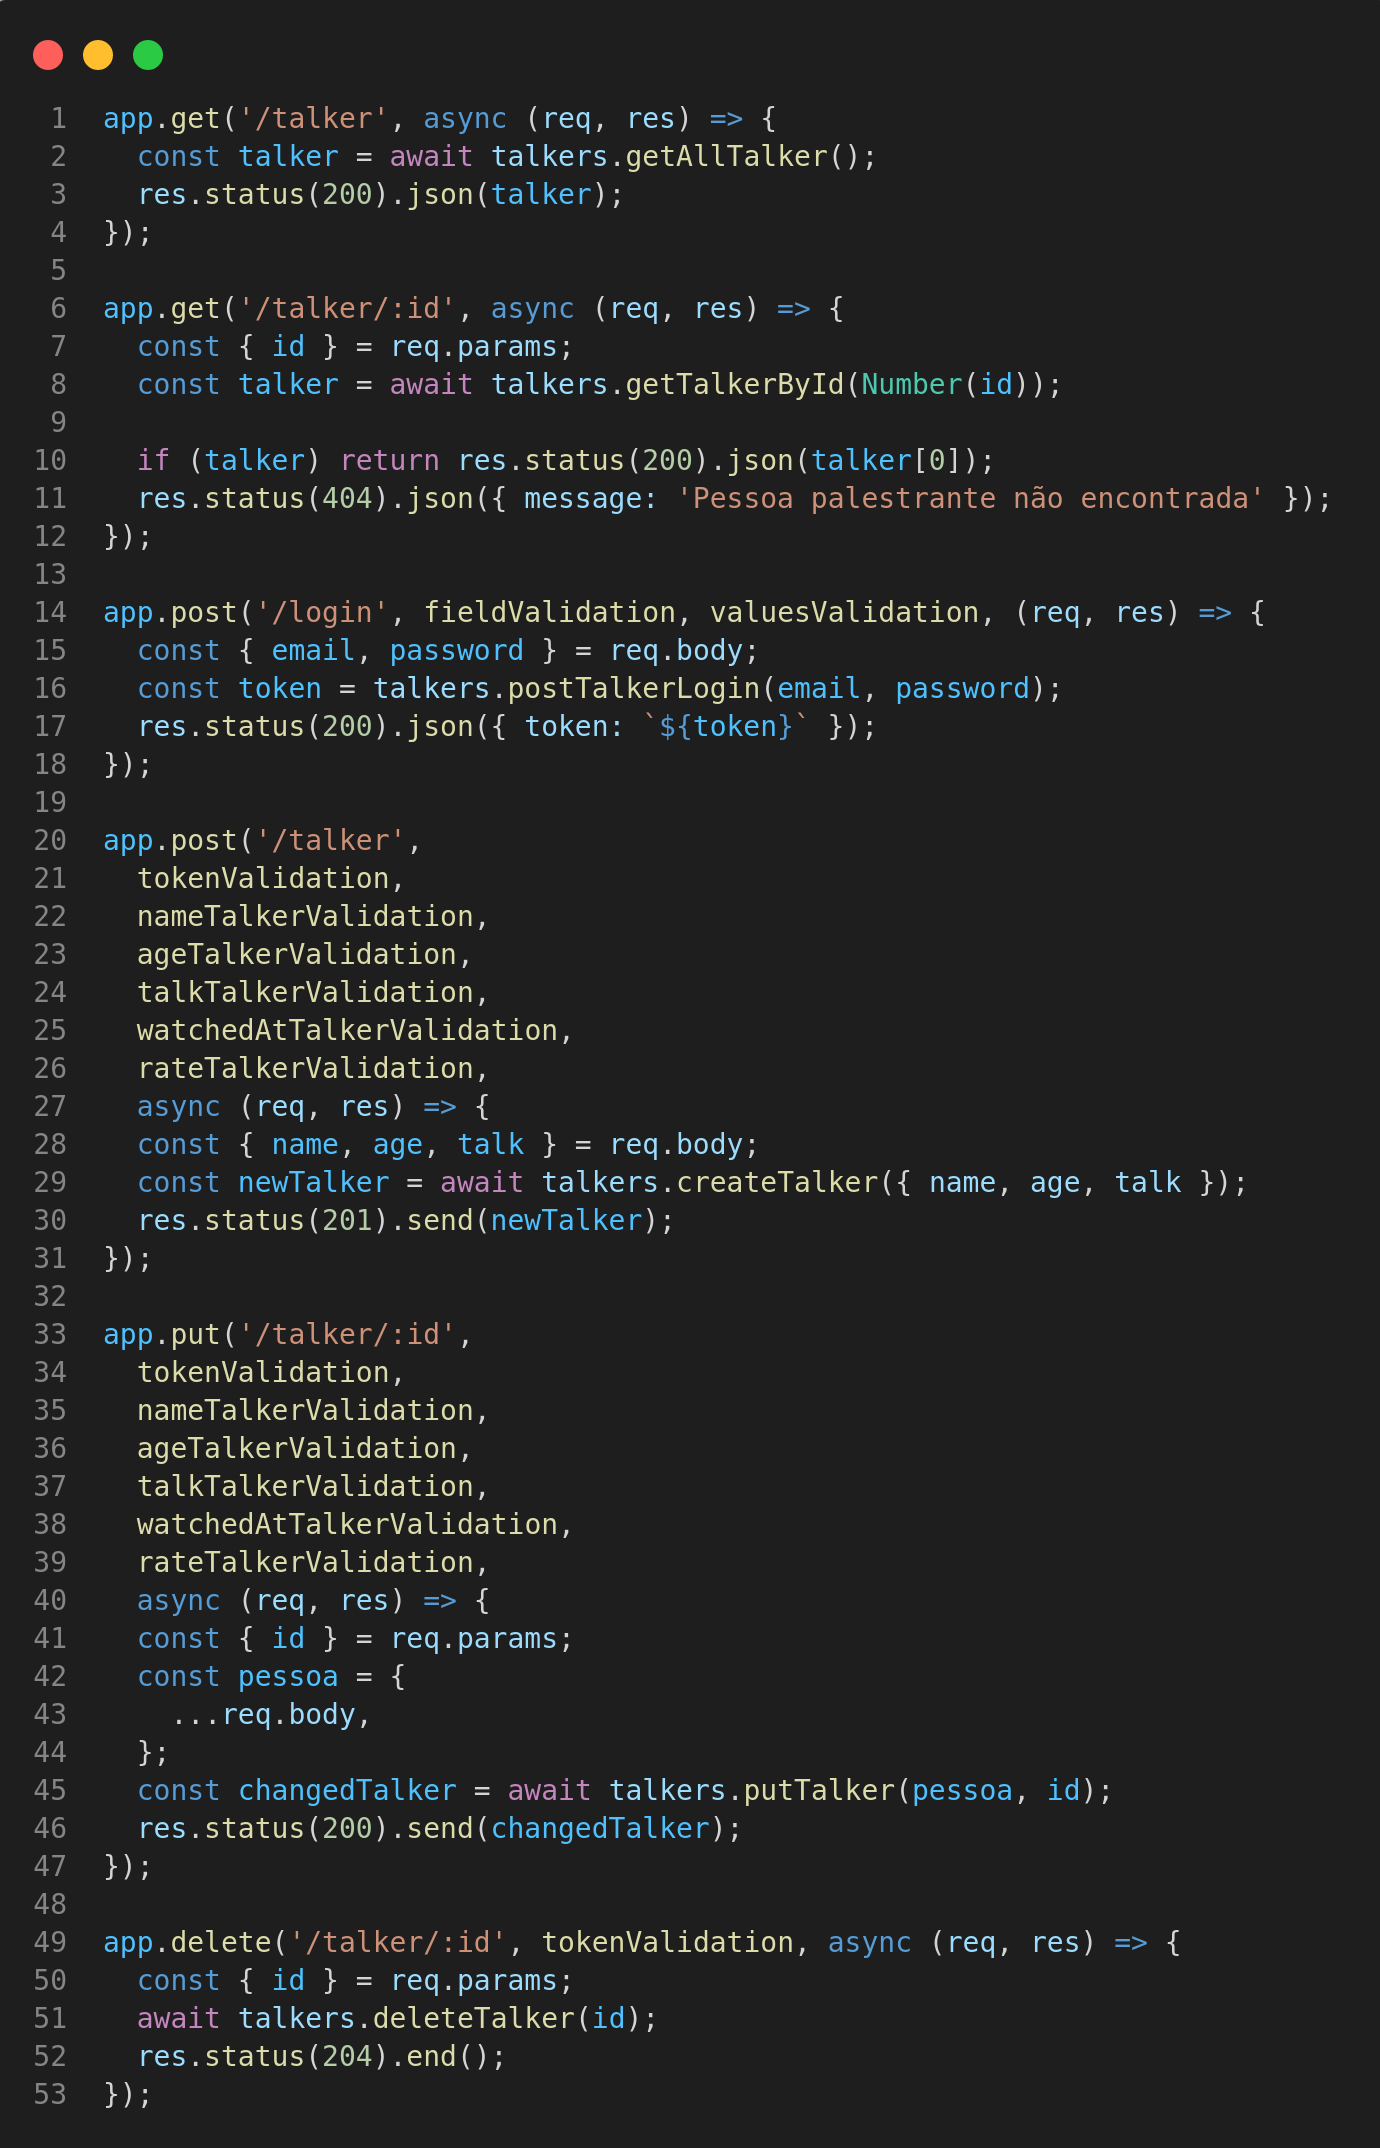 1 app.get('/talker', async (req, res) => {
2   const talker = await talkers.getAllTalker();
3   res.status(200).json(talker);
4 });
5
6 app.get('/talker/:id', async (req, res) => {
7   const { id } = req.params;
8   const talker = await talkers.getTalkerById(Number(id));
9
10   if (talker) return res.status(200).json(talker[0]);
11   res.status(404).json({ message: 'Pessoa palestrante não encontrada' });
12 });
13
14 app.post('/login', fieldValidation, valuesValidation, (req, res) => {
15   const { email, password } = req.body;
16   const token = talkers.postTalkerLogin(email, password);
17   res.status(200).json({ token: `${token}` });
18 });
19
20 app.post('/talker',
21   tokenValidation,
22   nameTalkerValidation,
23   ageTalkerValidation,
24   talkTalkerValidation,
25   watchedAtTalkerValidation,
26   rateTalkerValidation,
27   async (req, res) => {
28   const { name, age, talk } = req.body;
29   const newTalker = await talkers.createTalker({ name, age, talk });
30   res.status(201).send(newTalker);
31 });
32
33 app.put('/talker/:id',
34   tokenValidation,
35   nameTalkerValidation,
36   ageTalkerValidation,
37   talkTalkerValidation,
38   watchedAtTalkerValidation,
39   rateTalkerValidation,
40   async (req, res) => {
41   const { id } = req.params;
42   const pessoa = {
43     ...req.body,
44   };
45   const changedTalker = await talkers.putTalker(pessoa, id);
46   res.status(200).send(changedTalker);
47 });
48
49 app.delete('/talker/:id', tokenValidation, async (req, res) => {
50   const { id } = req.params;
51   await talkers.deleteTalker(id);
52   res.status(204).end();
53 });